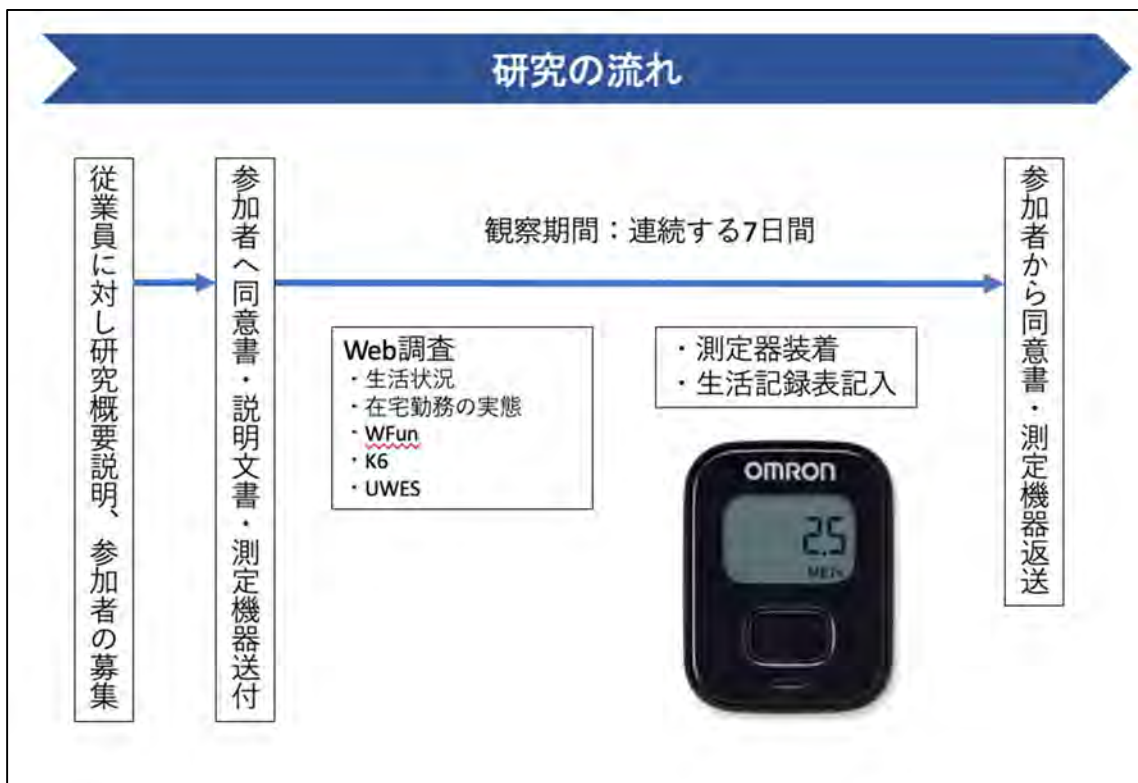 研究の流れ
従業員に対し研究概要説明、参加者の募集
参加者へ同意書・説明文書・測定機器送付
観察期間：連続する7日間
Web調査
・生活状況
・在宅勤務の実態
・WFun
・K6
・UWES
・測定器装着
・生活記録表記入
OMRON
2.5
METs
参加者から同意書・測定機器返送